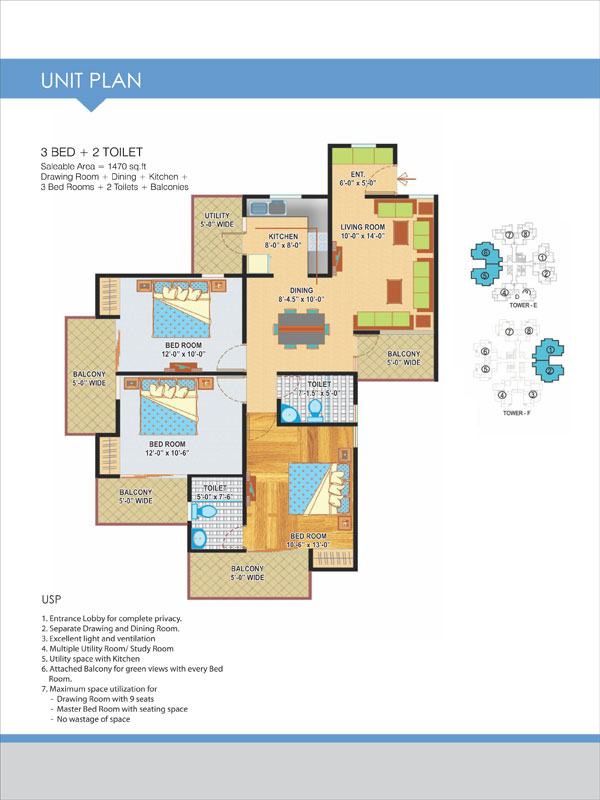 UNIT PLAN
3 BED + 2 TOILET
Saleable Area = 1470 sq.ft
Drawing Room + Dining + Kitchen +
3 Bed Rooms + 2 Toilets + Balconies
ENT.
6'-0" x 5'-0"
UTILITY
5'-0" WIDE
KITCHEN
8'-0" x 8'-0"
LIVING ROOM
10'-0" x 14'-0"
DINING
8'-4.5" x 10'-0"
BED ROOM
12'-0" x 10'-0"
BALCONY
5'-0" WIDE
BALCONY
5'-0" WIDE
TOILET
7'-1.5" x 5'-0"
BED ROOM
12'-0" x 10'-6"
BALCONY
5'-0" WIDE
TOILET
5'-0" x 7'-6"
BED ROOM
10'-6" x 13'-0"
BALCONY
5'-0" WIDE
7
8
6
1
5
2
4
TOWER - E
7
8
6
1
5
2
4
3
TOWER - F
USP
1. Entrance Lobby for complete privacy.
2. Separate Drawing and Dining Room.
3. Excellent light and ventilation
4. Multiple Utility Room/ Study Room
5. Utility space with Kitchen
6. Attached Balcony for green views with every Bed
Room.
7. Maximum space utilization for
- Drawing Room with 9 seats
- Master Bed Room with seating space
- No wastage of space